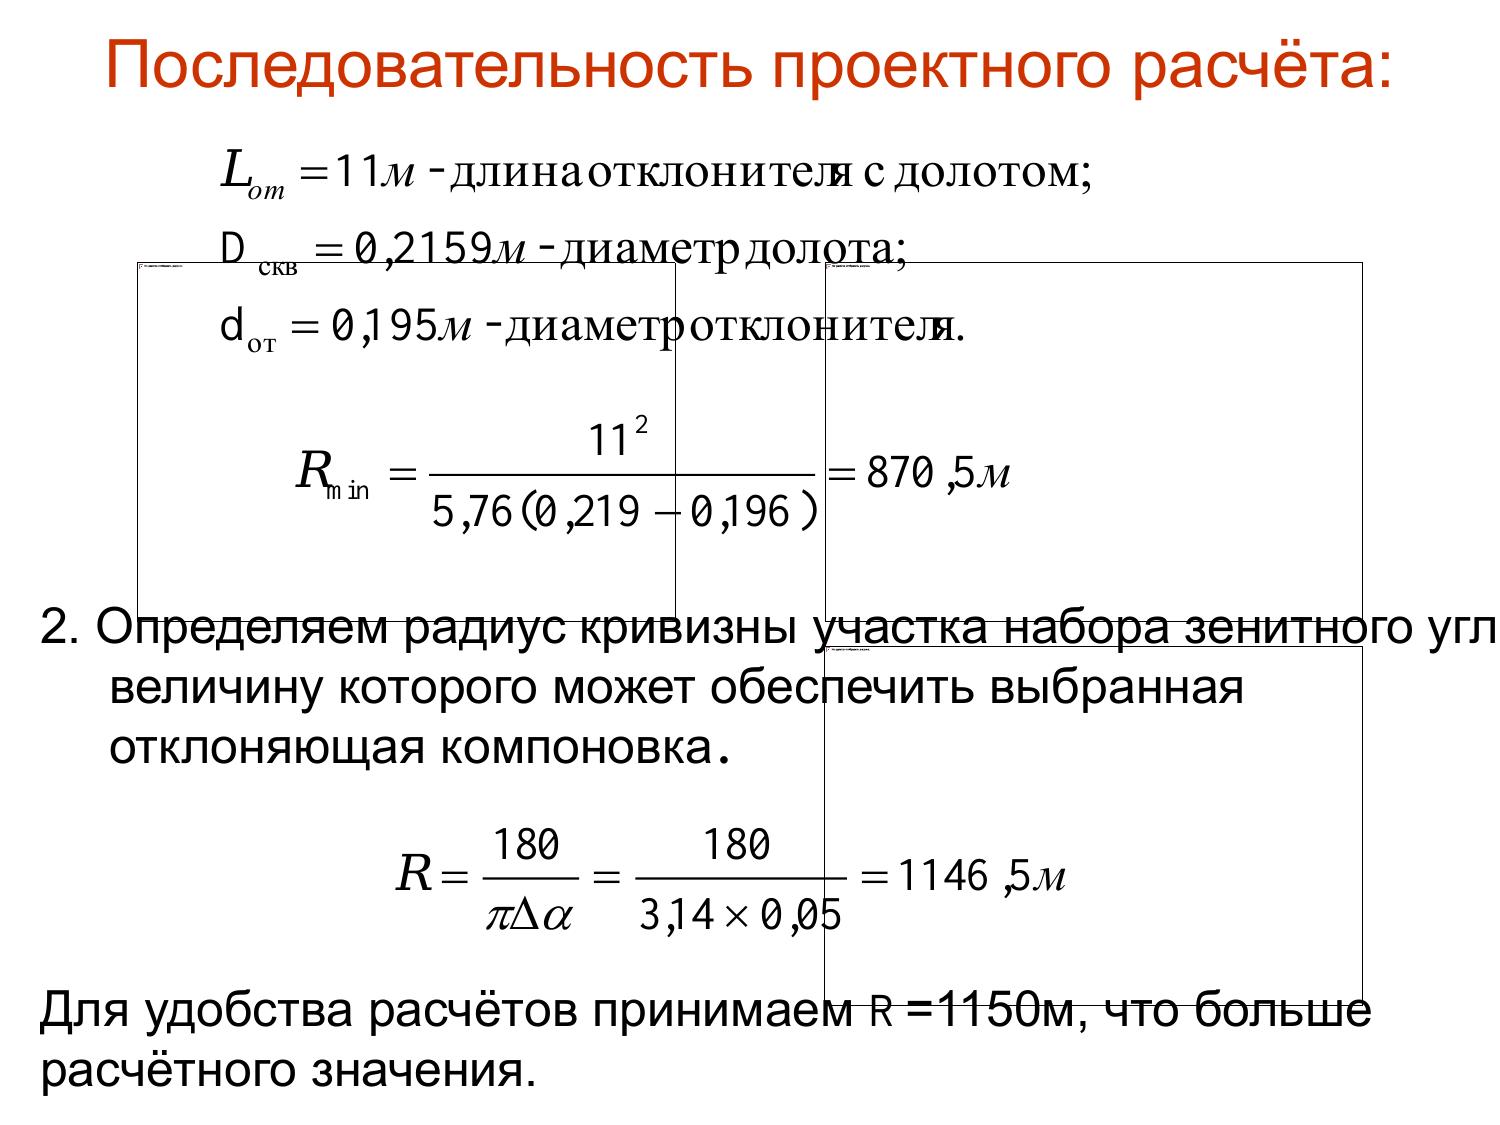 Последовательность проектного расчёта:
L_от = 11м - длина отклонителя с долотом;
D_скв = 0,2159м - диаметр долота;
d_от = 0,195м - диаметр отклонителя.
R_min = 11² / 5,76(0,219 − 0,196) = 870,5м
2. Определяем радиус кривизны участка набора зенитного угл
величину которого может обеспечить выбранная
отклоняющая компоновка.
R = 180 / πΔα = 180 / 3,14 × 0,05 = 1146,5м
Для удобства расчётов принимаем R =1150м, что больше
расчётного значения.